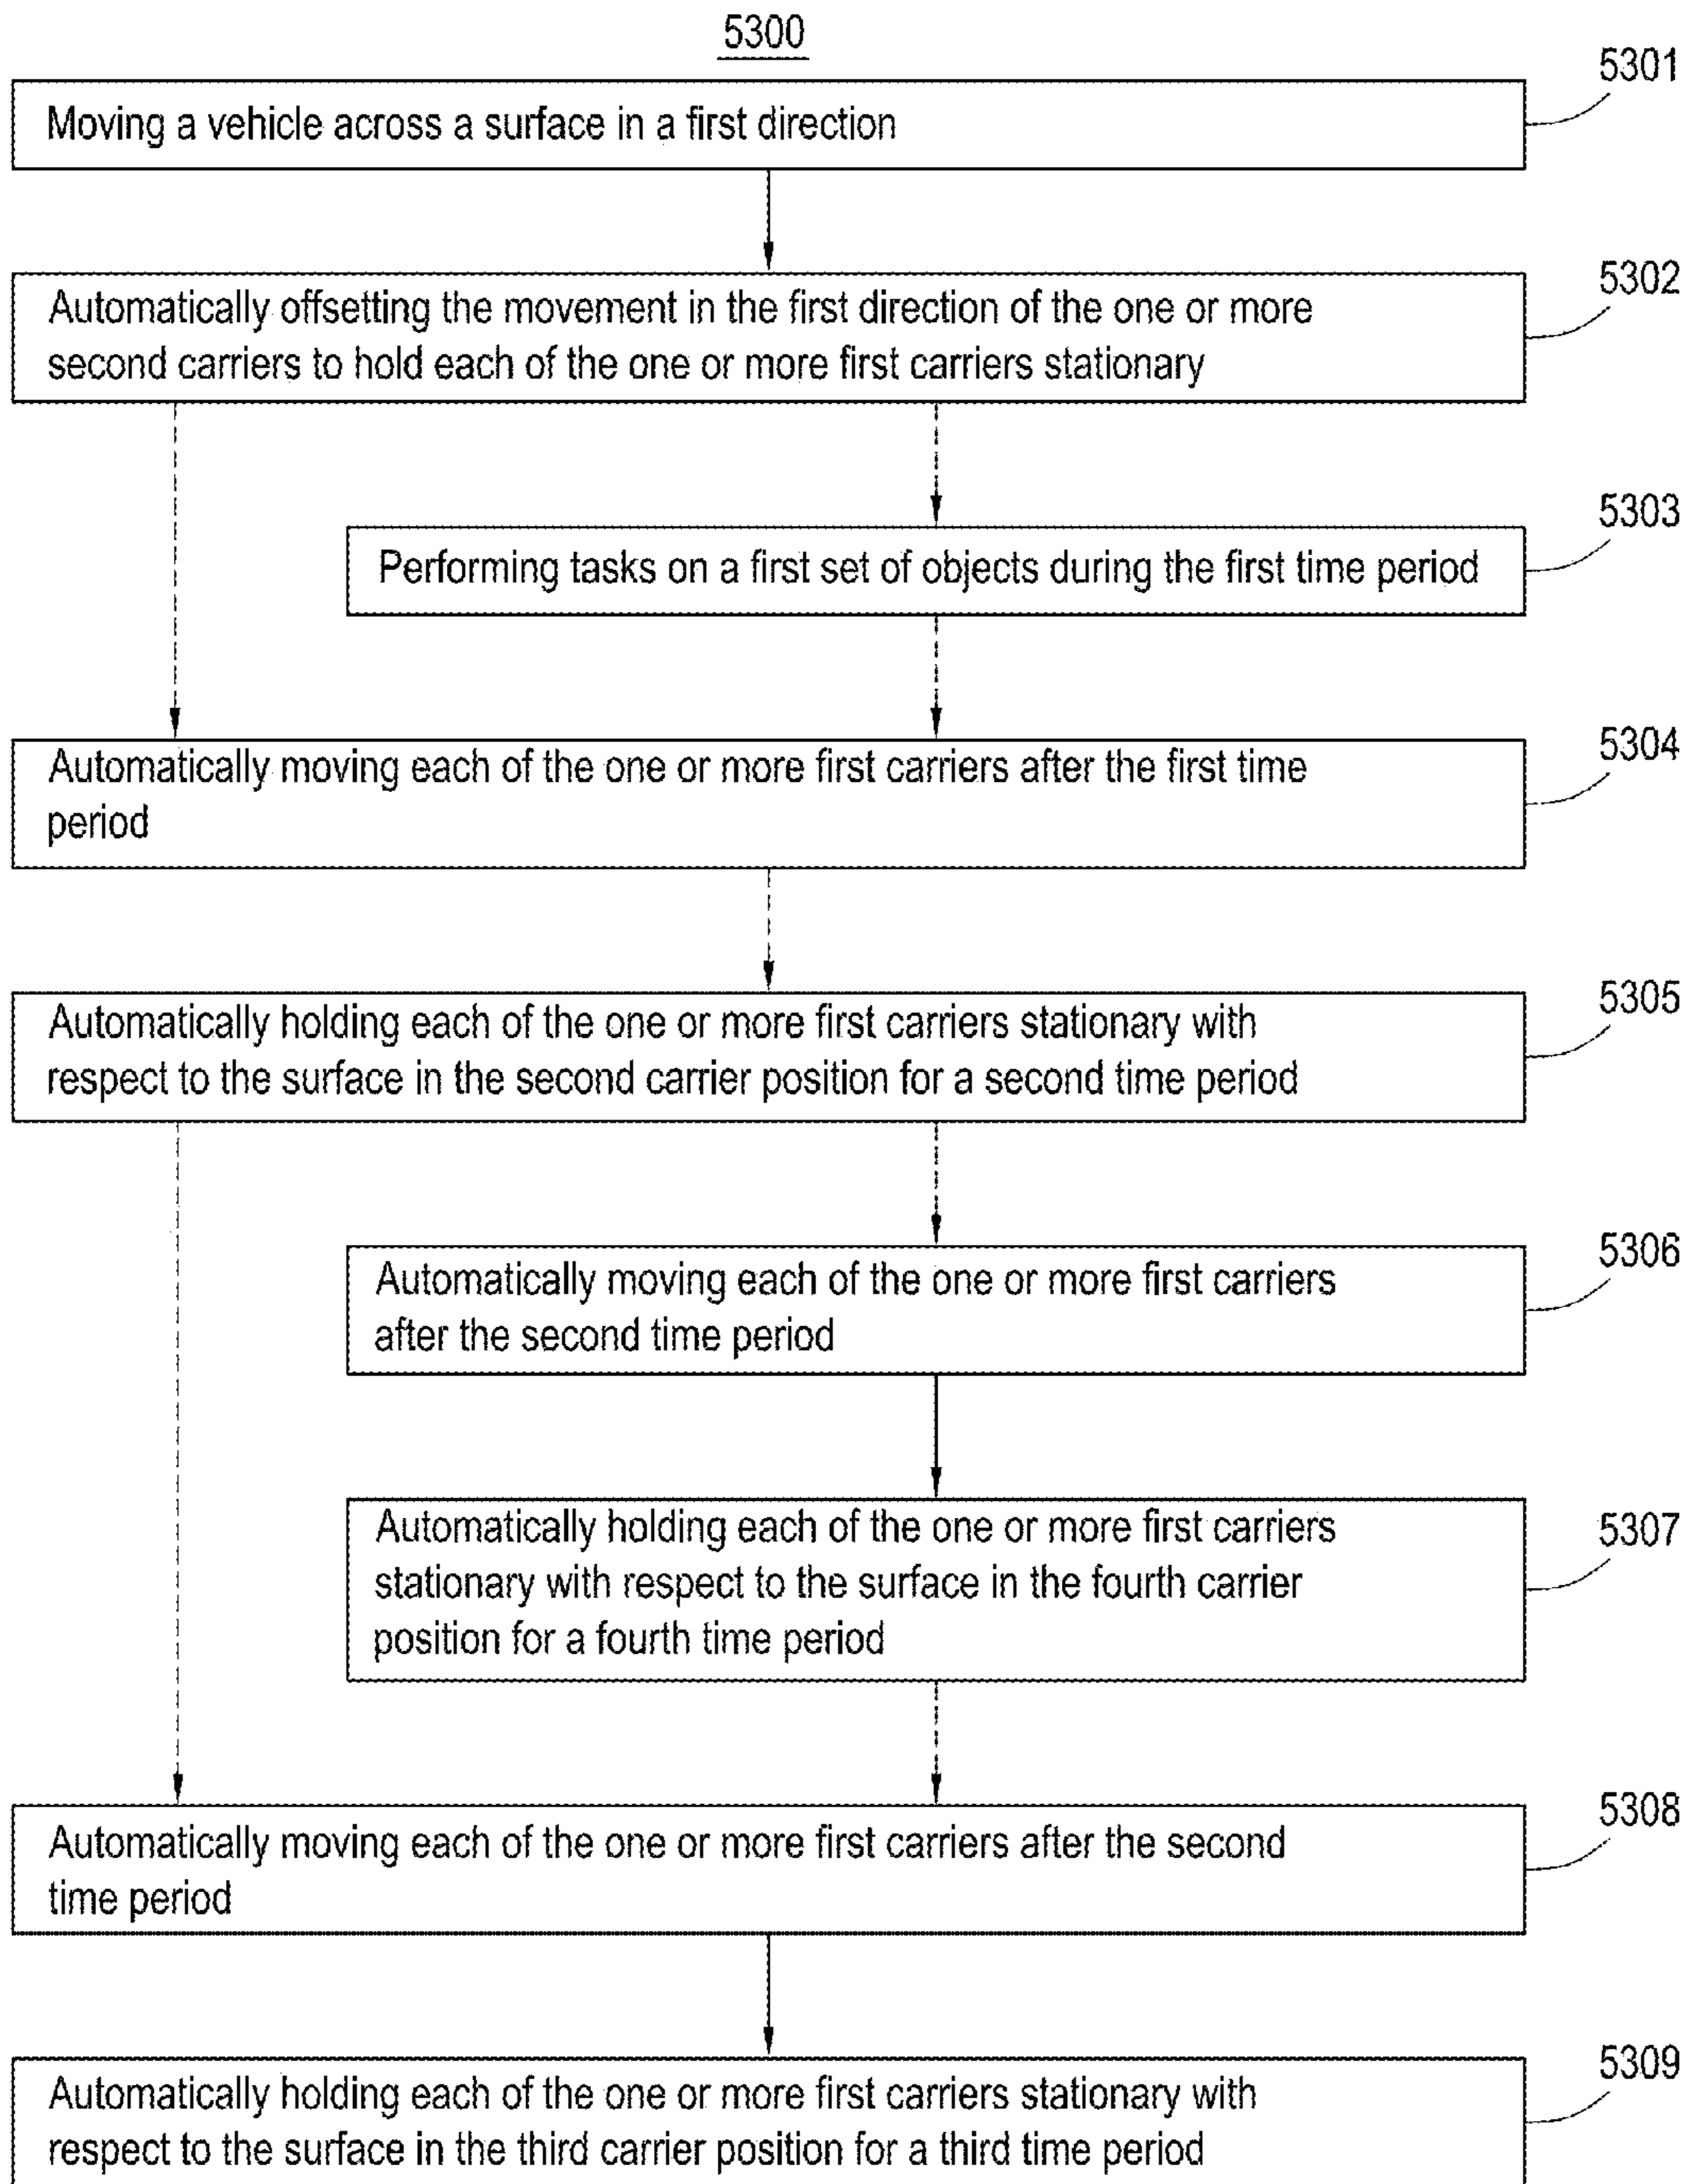 5300
5301
Moving a vehicle across a surface in a first direction
5302
Automatically offsetting the movement in the first direction of the one or more
second carriers to hold each of the one or more first carriers stationary
5303
Performing tasks on a first set of objects during the first time period
5304
Automatically moving each of the one or more first carriers after the first time
period
5305
Automatically holding each of the one or more first carriers stationary with
respect to the surface in the second carrier position for a second time period
5306
Automatically moving each of the one or more first carriers
after the second time period
5307
Automatically holding each of the one or more first carriers
stationary with respect to the surface in the fourth carrier
position for a fourth time period
5308
Automatically moving each of the one or more first carriers after the second
time period
5309
Automatically holding each of the one or more first carriers stationary with
respect to the surface in the third carrier position for a third time period